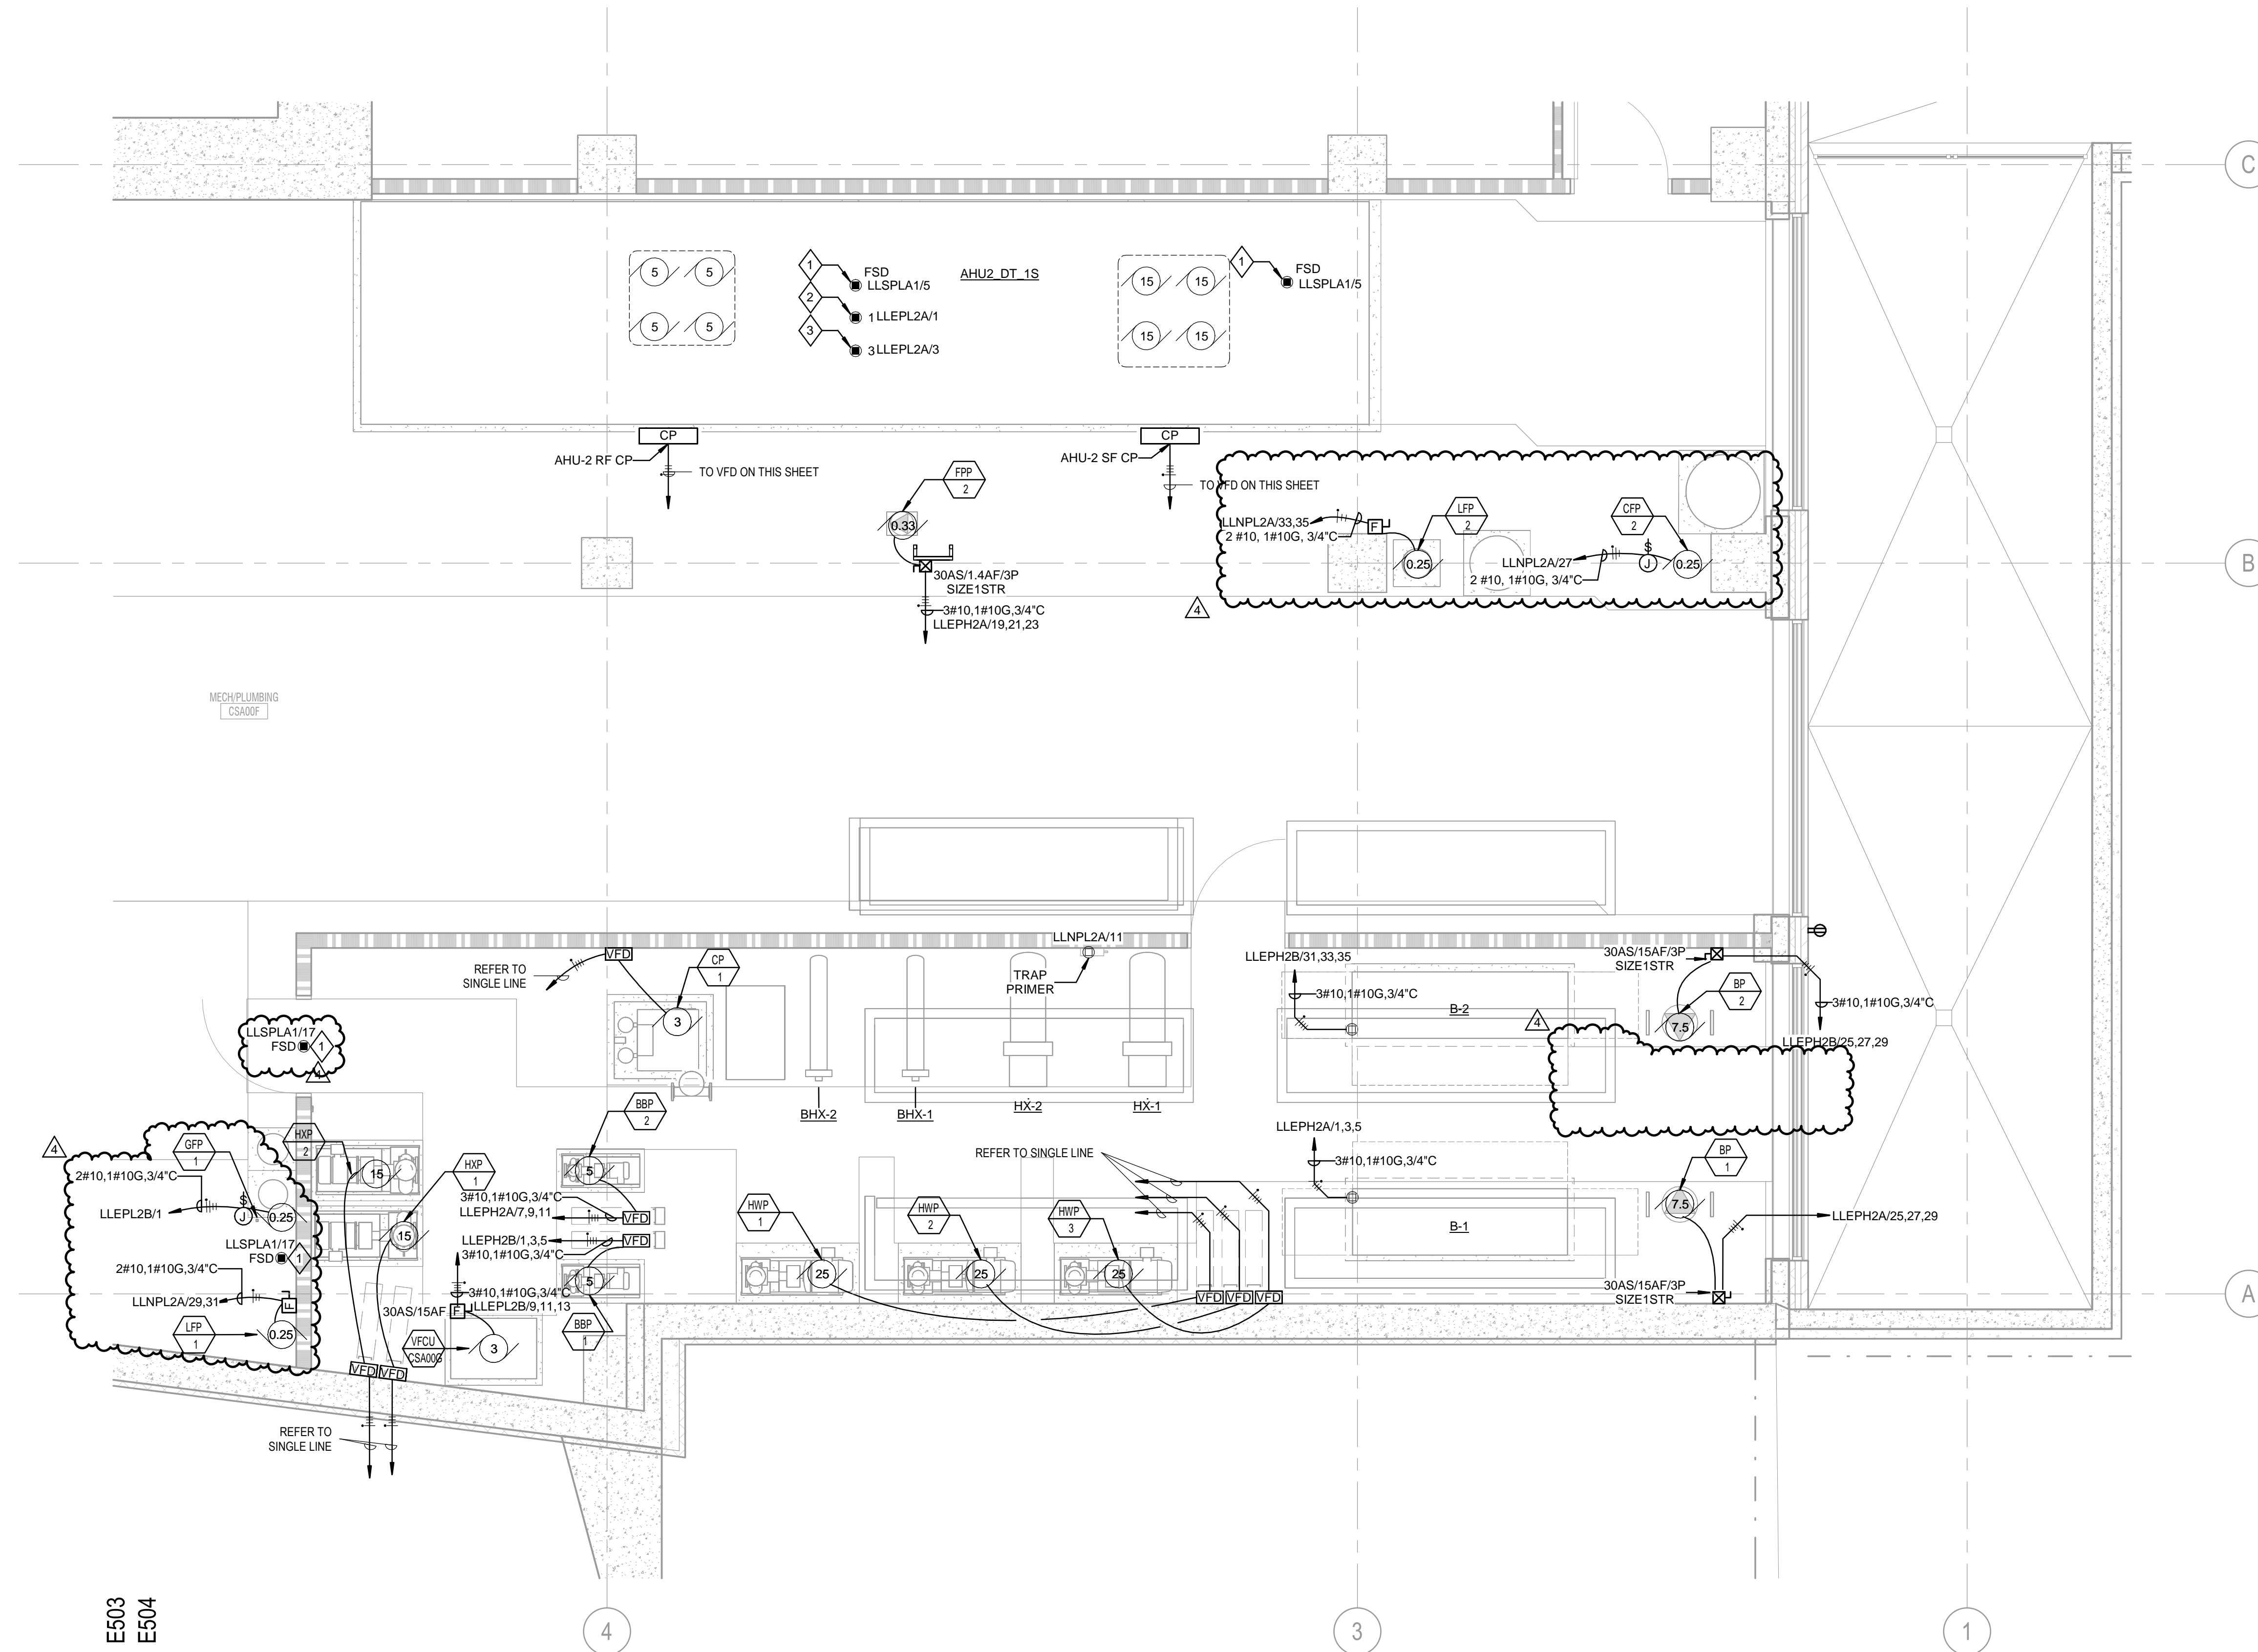 C
5
5
5
5
1
FSD
LLSPLA1/5
2
1
LLEPL2A/1
3
3
LLEPL2A/3
AHU2_DT_1S
15
15
15
15
1
FSD
LLSPLA1/5
CP
AHU-2 RF CP
TO VFD ON THIS SHEET
CP
AHU-2 SF CP
TO VFD ON THIS SHEET
FPP
2
0.33
30AS/1.4AF/3P
SIZE1STR
3#10,1#10G,3/4"C
LLEPH2A/19,21,23
LLNPL2A/33,35
2 #10, 1#10G, 3/4"C
F
LFP
2
0.25
CFP
2
LLNPL2A/27
2 #10, 1#10G, 3/4"C
$
J
0.25
4
B
MECH/PLUMBING
CSA00F
REFER TO
SINGLE LINE
VFD
CP
1
3
LLNPL2A/11
TRAP
PRIMER
LLEPH2B/31,33,35
3#10,1#10G,3/4"C
B-2
30AS/15AF/3P
SIZE1STR
BP
2
7.5
3#10,1#10G,3/4"C
LLEPH2B/25,27,29
4
LLSPLA1/17
FSD
1
4
BHX-2
BHX-1
HX-2
HX-1
BBP
2
5
LLEPH2A/1,3,5
3#10,1#10G,3/4"C
B-1
BP
1
7.5
LLEPH2A/25,27,29
30AS/15AF/3P
SIZE1STR
A
4
GFP
1
2#10,1#10G,3/4"C
LLEPL2B/1
$
J
0.25
LLSPLA1/17
FSD
1
2#10,1#10G,3/4"C
LLNPL2A/29,31
F
LFP
1
0.25
HXP
2
15
HXP
1
15
3#10,1#10G,3/4"C
LLEPH2A/7,9,11
VFD
LLEPH2B/1,3,5
3#10,1#10G,3/4"C
VFD
5
BBP
1
3#10,1#10G,3/4"C
30AS/15AF
F
LLEPL2B/9,11,13
VFCU
CSA00G
3
VFD
VFD
REFER TO
SINGLE LINE
REFER TO SINGLE LINE
HWP
1
25
HWP
2
25
HWP
3
25
VFD
VFD
VFD
E503
E504
4
3
1